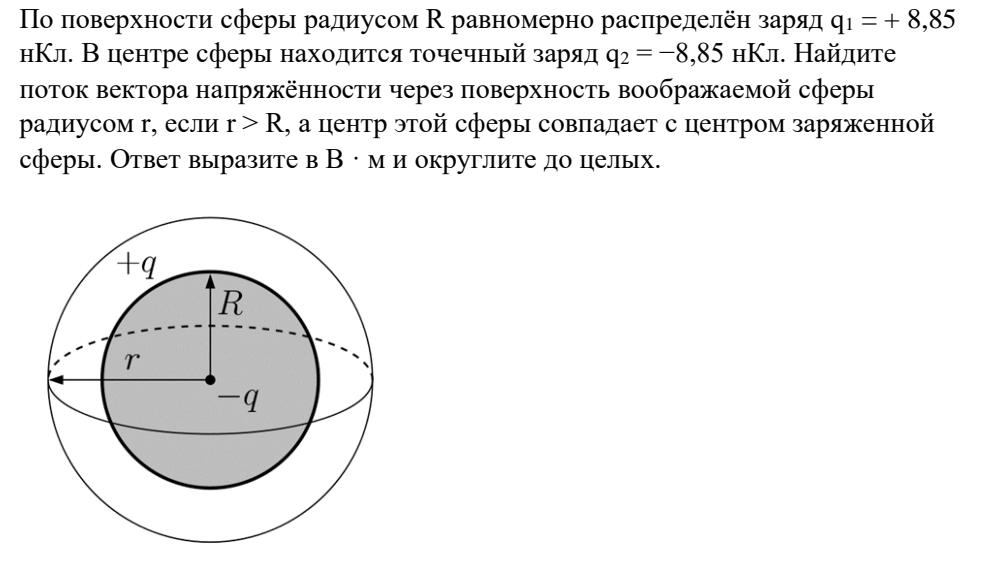 По поверхности сферы радиусом R равномерно распределён заряд q₁ = + 8,85
нКл. В центре сферы находится точечный заряд q₂ = −8,85 нКл. Найдите
поток вектора напряжённости через поверхность воображаемой сферы
радиусом r, если r > R, а центр этой сферы совпадает с центром заряженной
сферы. Ответ выразите в В · м и округлите до целых.
+q
R
r
−q